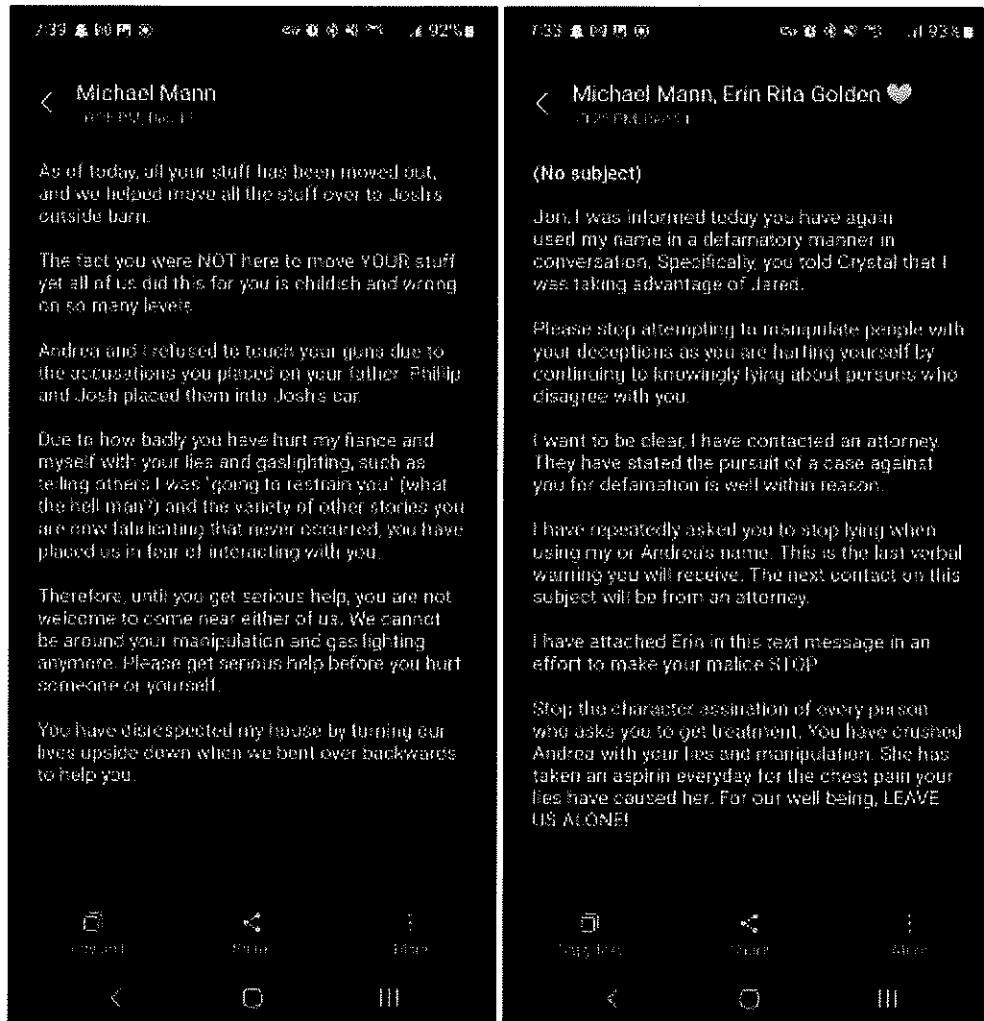 7:33
92%
Michael Mann
As of today, all your stuff has been moved out,
and we helped move all the stuff over to Josh's
outside barn.
The fact you were NOT here to move YOUR stuff
yet all of us did this for you is childish and wrong
on so many levels
Andrea and I refused to touch your guns due to
the accusations you placed on your father. Phillip
and Josh placed them into Josh's car.
Due to how badly you have hurt my fiance and
myself with your lies and gaslighting, such as
telling others I was 'going to restrain you' (what
the hell man?) and the variety of other stories you
are now fabricating that never occurred, you have
placed us in fear of interacting with you.
Therefore, until you get serious help, you are not
welcome to come near either of us. We cannot
be around your manipulation and gas lighting
anymore. Please get serious help before you hurt
someone or yourself.
You have disrespected my house by turning our
lives upside down when we bent over backwards
to help you.
Share
More
7:33
93%
Michael Mann, Erin Rita Golden
(No subject)
Jon, I was informed today you have again
used my name in a defamatory manner in
conversation. Specifically, you told Crystal that I
was taking advantage of Jared.
Please stop attempting to manipulate people with
your deceptions as you are hurting yourself by
continuing to knowingly lying about persons who
disagree with you.
I want to be clear, I have contacted an attorney.
They have stated the pursuit of a case against
you for defamation is well within reason.
I have repeatedly asked you to stop lying when
using my or Andrea's name. This is the last verbal
warning you will receive. The next contact on this
subject will be from an attorney.
I have attached Erin in this text message in an
effort to make your malice STOP
Stop the character assination of every person
who asks you to get treatment. You have crushed
Andrea with your lies and manipulation. She has
taken an aspirin everyday for the chest pain your
lies have caused her. For our well being, LEAVE
US ALONE!
Share
More